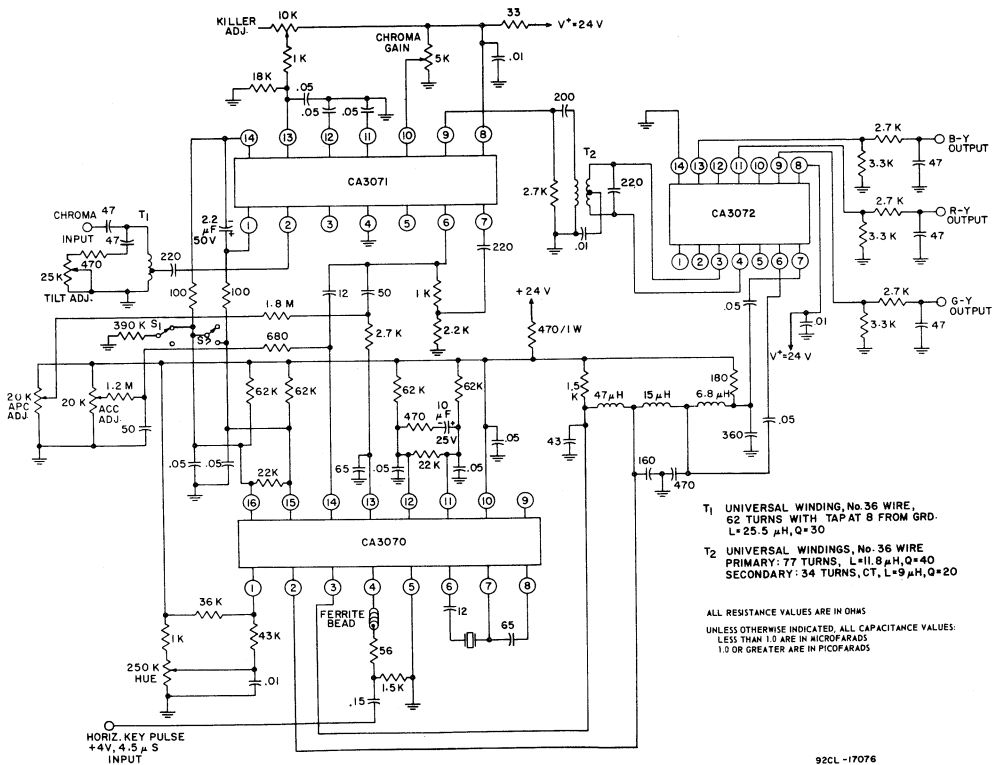 KILLER ADJ.
10K
33
V+=24 V
1K
CHROMA GAIN
5K
.01
18K
.05
.05
.05
200
14
13
12
11
10
9
8
CA3071
1
2
3
4
5
6
7
T2
2.7K
220
.01
14
13
12
11
10
9
8
CA3072
1
2
3
4
5
6
7
2.7 K
B-Y OUTPUT
3.3K
47
2.7 K
R-Y OUTPUT
3.3 K
47
2.7 K
G-Y OUTPUT
3.3K
47
.01
V+=24 V
CHROMA INPUT
47
T1
47
470
25K
TILT ADJ.
220
2.2 μF 50V
- +
100
100
390 K
S1
1.8 M
680
12
50
2.7K
1 K
2.2 K
220
+24 V
470/1W
20 K APC ADJ.
20 K
1.2 M
ACC ADJ.
50
62K
62K
62K
62K
470
10 μF 25V
- +
22K
.05
.05
22K
65
.05
.05
.05
1.5 K
43
47 μH
15 μH
6.8 μH
180
.05
.05
360
160
470
16
15
14
13
12
11
10
9
CA3070
1
2
3
4
5
6
7
8
36K
1K
43K
250 K HUE
.01
FERRITE BEAD
56
1.5K
.15
12
65
HORIZ. KEY PULSE
+4V, 4.5 μ S
INPUT
T1 UNIVERSAL WINDING, No. 36 WIRE,
62 TURNS WITH TAP AT 8 FROM GRD.
L=25.5 μH, Q=30
T2 UNIVERSAL WINDINGS, No. 36 WIRE
PRIMARY: 77 TURNS, L=11.8 μH, Q=40
SECONDARY: 34 TURNS, CT, L=9 μH, Q=20
ALL RESISTANCE VALUES ARE IN OHMS
UNLESS OTHERWISE INDICATED, ALL CAPACITANCE VALUES:
LESS THAN 1.0 ARE IN MICROFARADS
1.0 OR GREATER ARE IN PICOFARADS
92CL-17076